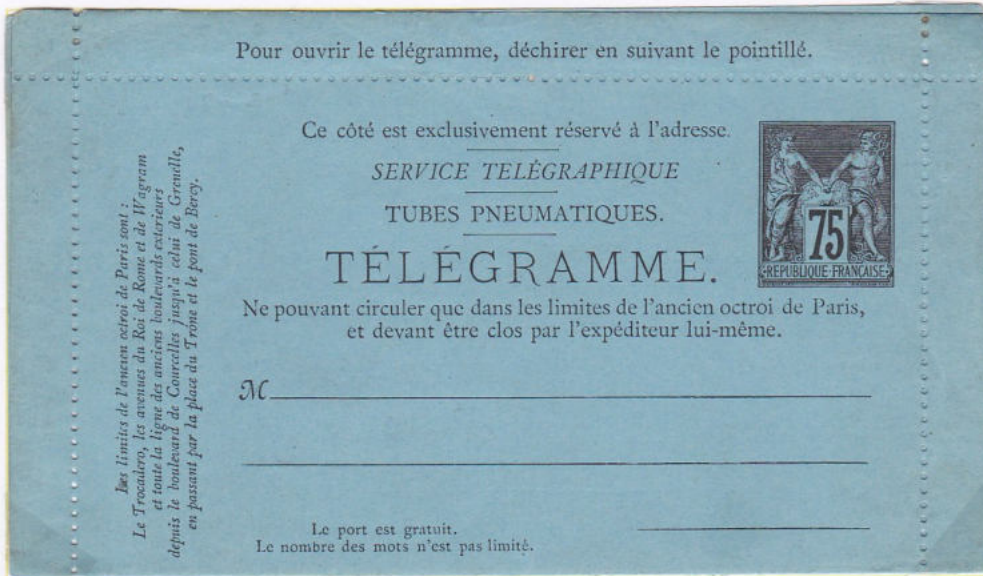 Pour ouvrir le télégramme, déchirer en suivant le pointillé.
Ce côté est exclusivement réservé à l'adresse.
SERVICE TELÉGRAPHIQUE
TUBES PNEUMATIQUES.
TÉLÉGRAMME.
Ne pouvant circuler que dans les limites de l'ancien octroi de Paris,
et devant être clos par l'expéditeur lui-même.
75
RÉPUBLIQUE FRANÇAISE
M
Le port est gratuit.
Le nombre des mots n'est pas limité.
Les limites de l'ancien octroi de Paris sont :
Le Trocadero, les avenues du Roi de Rome et de Wagram
et toute la ligne des anciens boulevards extérieurs
depuis le boulevard de Courcelles jusqu'à celui de Grenelle,
en passant par la place du Trône et le pont de Bercy.